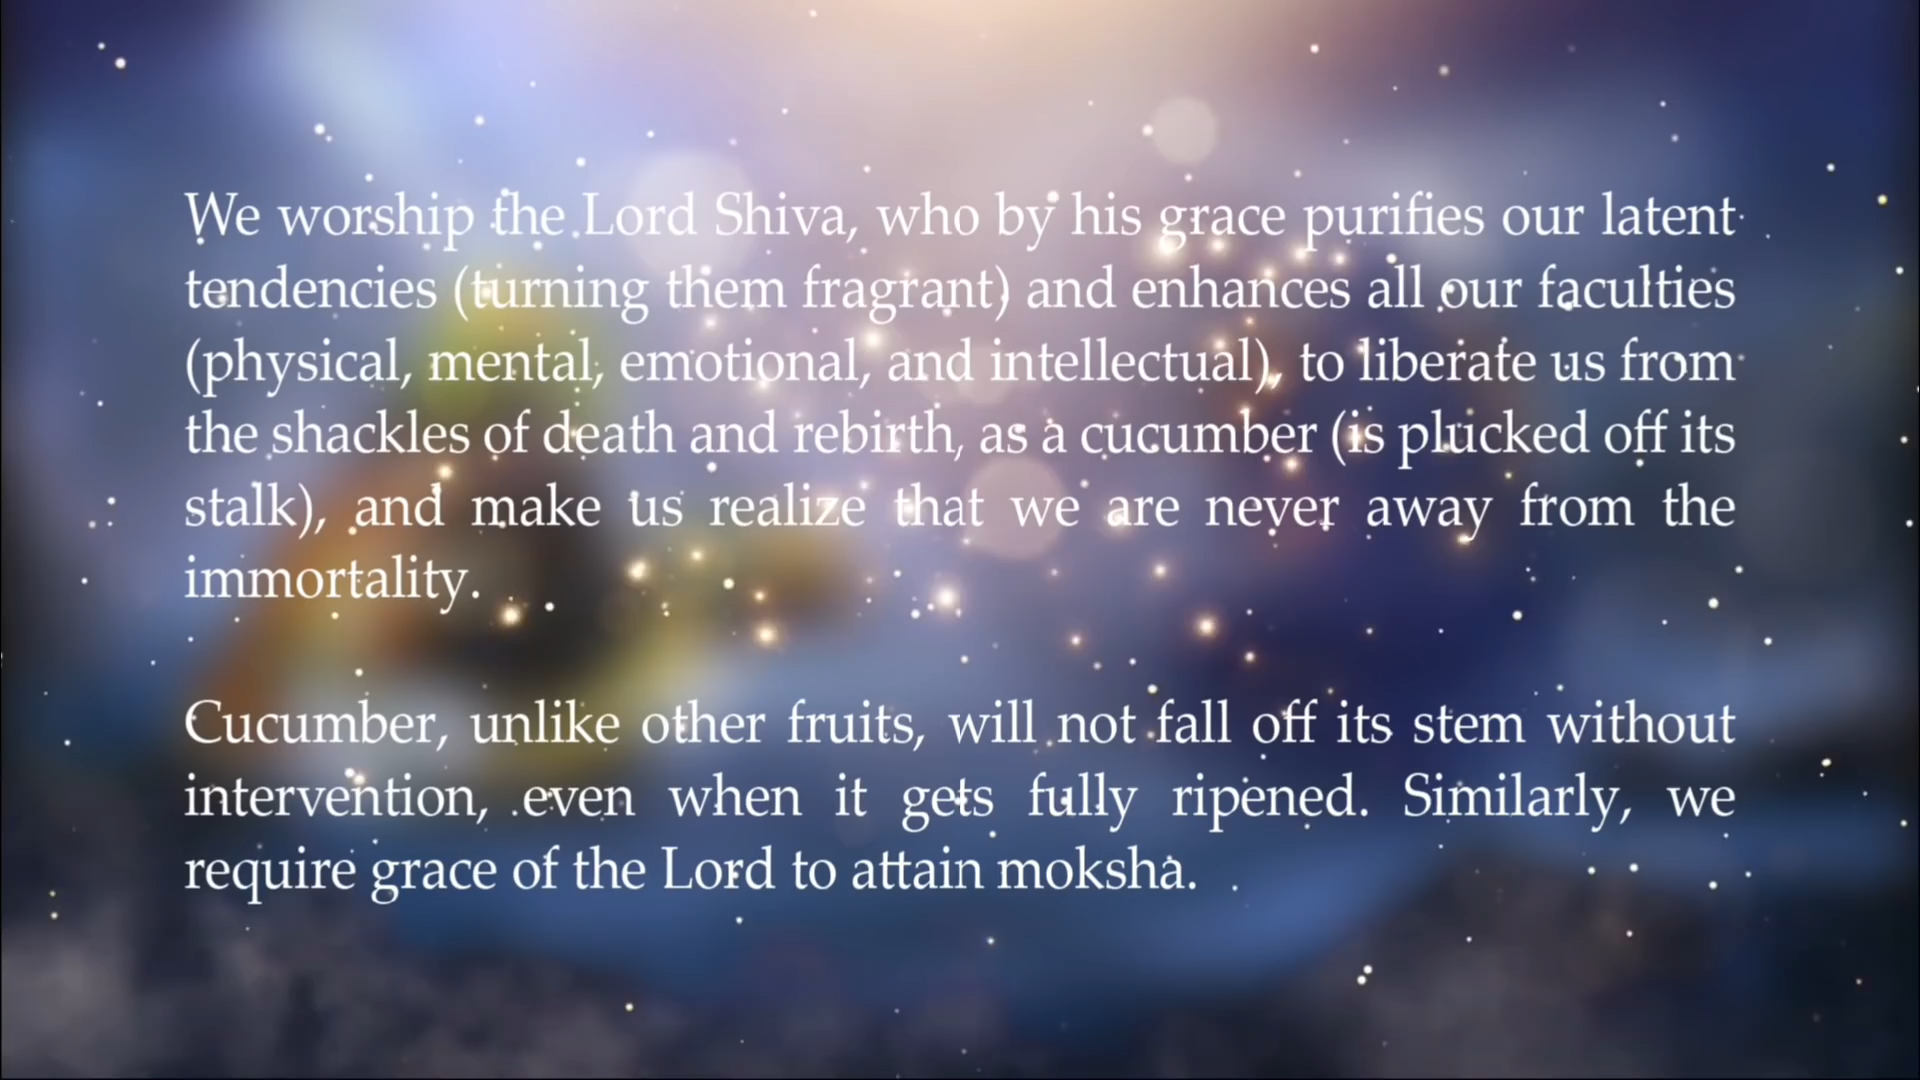 We worship the Lord Shiva, who by his grace purifies our latent
tendencies (turning them fragrant) and enhances all our faculties
(physical, mental, emotional, and intellectual), to liberate us from
the shackles of death and rebirth, as a cucumber (is plucked off its
stalk), and make us realize that we are never away from the
immortality.
Cucumber, unlike other fruits, will not fall off its stem without
intervention, even when it gets fully ripened. Similarly, we
require grace of the Lord to attain moksha.